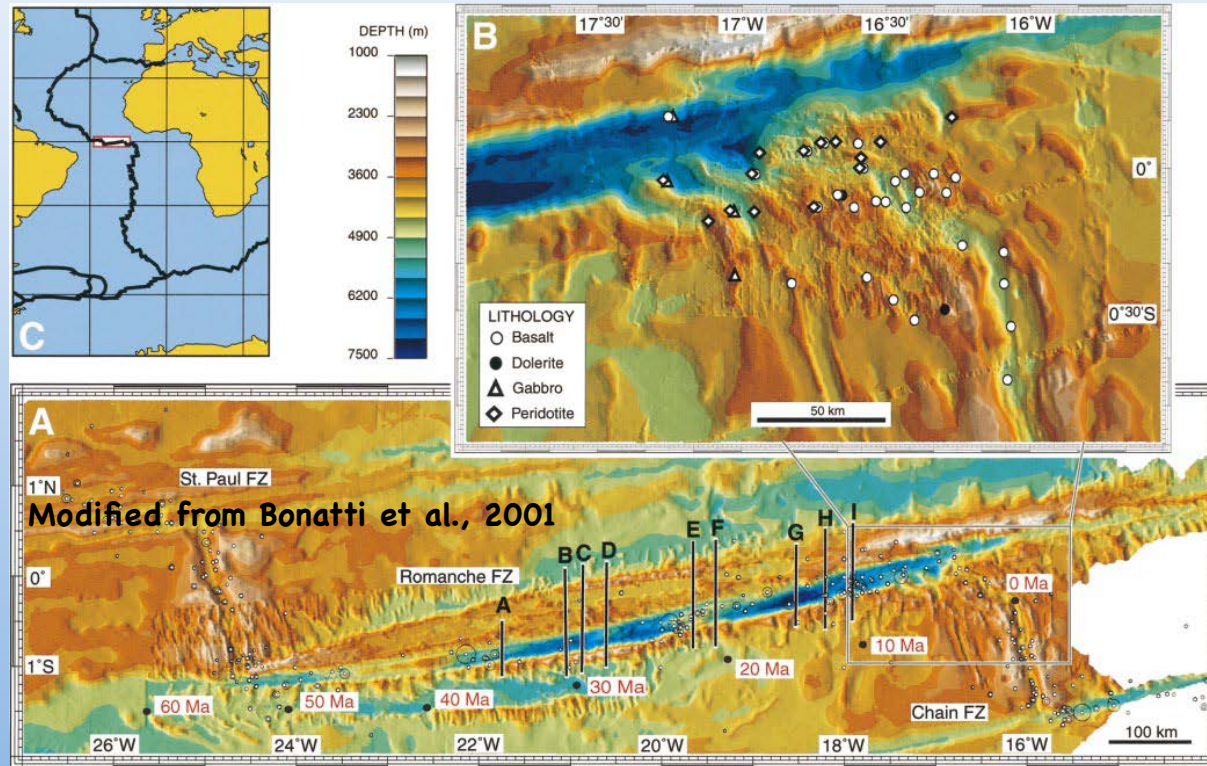 DEPTH (m)
1000
2300
3600
4900
6200
7500
C
B
17°30'
17°W
16°30'
16°W
0°
0°30'S
LITHOLOGY
Basalt
Dolerite
Gabbro
Peridotite
50 km
A
1°N
0°
1°S
St. Paul FZ
Modified from Bonatti et al., 2001
Romanche FZ
A
B
C
D
E
F
G
H
I
0 Ma
10 Ma
20 Ma
30 Ma
40 Ma
50 Ma
60 Ma
Chain FZ
26°W
24°W
22°W
20°W
18°W
16°W
100 km